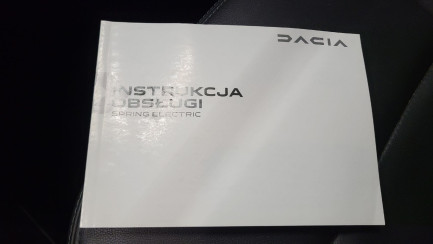 DACIA
INSTRUKCJA
OBSŁUGI
SPRING ELECTRIC